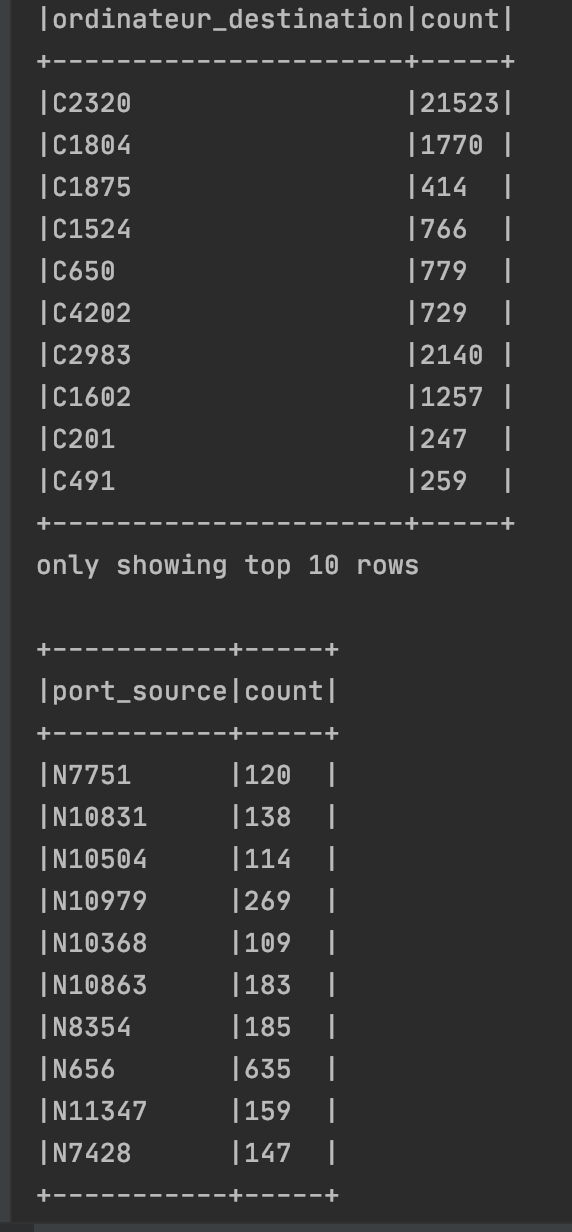 |ordinateur_destination|count|
+----------------------+-----+
|C2320                 |21523|
|C1804                 |1770 |
|C1875                 |414  |
|C1524                 |766  |
|C650                  |779  |
|C4202                 |729  |
|C2983                 |2140 |
|C1602                 |1257 |
|C201                  |247  |
|C491                  |259  |
+----------------------+-----+
only showing top 10 rows

+-----------+-----+
|port_source|count|
+-----------+-----+
|N7751      |120  |
|N10831     |138  |
|N10504     |114  |
|N10979     |269  |
|N10368     |109  |
|N10863     |183  |
|N8354      |185  |
|N656       |635  |
|N11347     |159  |
|N7428      |147  |
+-----------+-----+